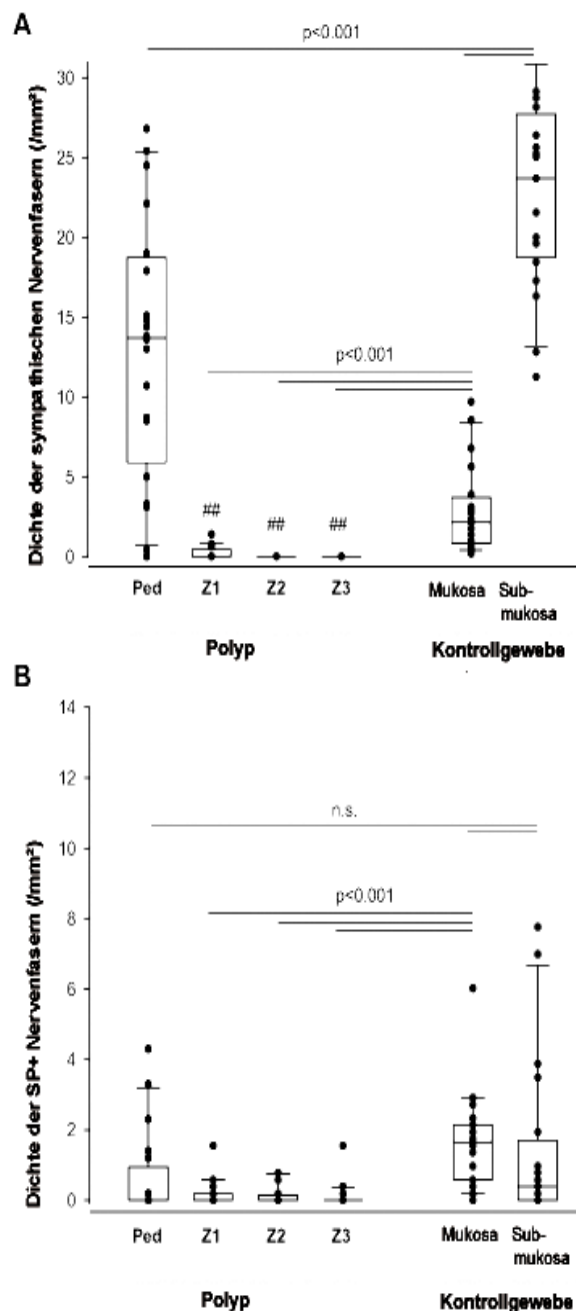 A
p<0.001
Dichte der sympathischen Nervenfasern (/mm²)
30
25
20
15
10
5
0
p<0.001
## ## ##
Ped Z1 Z2 Z3 Mukosa Sub-
mukosa
Polyp Kontrollgewebe
B
Dichte der SP+ Nervenfasern (/mm²)
14
12
10
8
6
4
2
0
n.s.
p<0.001
Ped Z1 Z2 Z3 Mukosa Sub-
mukosa
Polyp Kontrollgewebe